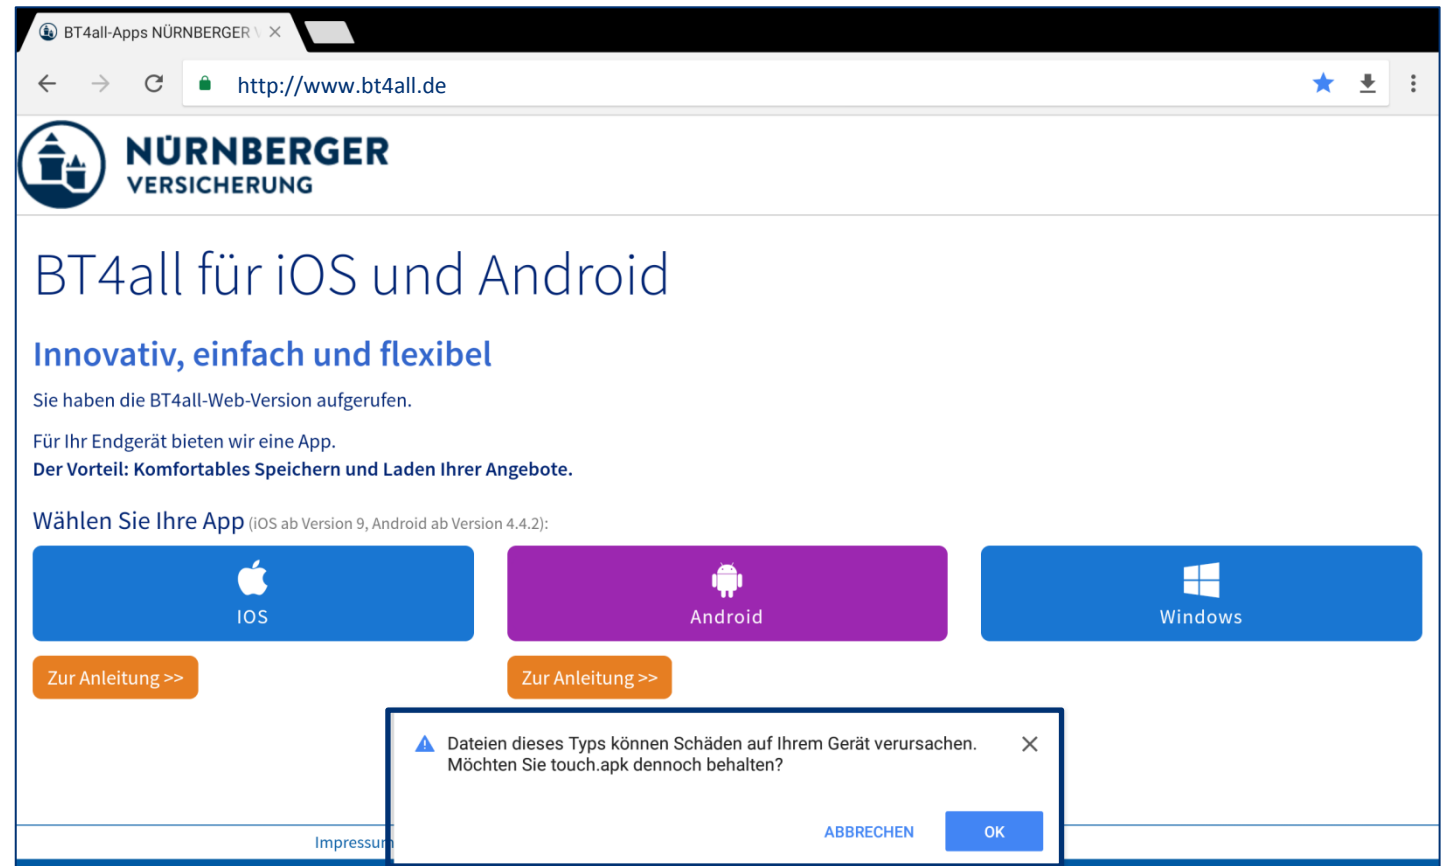 BT4all-Apps NÜRNBERGER
http://www.bt4all.de
NÜRNBERGER
VERSICHERUNG
BT4all für iOS und Android
Innovativ, einfach und flexibel
Sie haben die BT4all-Web-Version aufgerufen.
Für Ihr Endgerät bieten wir eine App.
Der Vorteil: Komfortables Speichern und Laden Ihrer Angebote.
Wählen Sie Ihre App (iOS ab Version 9, Android ab Version 4.4.2):
IOS
Android
Windows
Zur Anleitung >>
Zur Anleitung >>
Dateien dieses Typs können Schäden auf Ihrem Gerät verursachen.
Möchten Sie touch.apk dennoch behalten?
ABBRECHEN
OK
Impressum